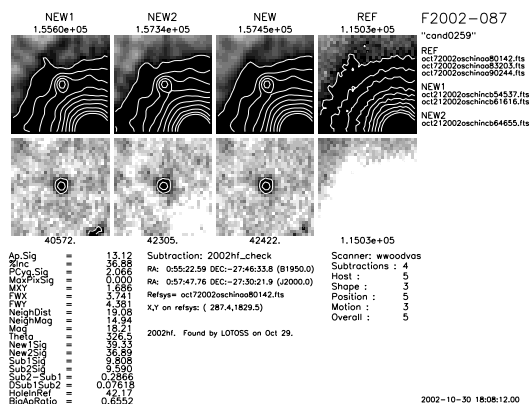 NEW1 NEW2 NEW REF F2002-087
1.5560e+05 1.5734e+05 1.5745e+05 1.1503e+05
"cand0259"
REF
oct72002oschinoa80142.fts
oct72002oschinoa83203.fts
oct72002oschinoa90244.fts
NEW1
oct212002oschincb54537.fts
oct212002oschincb61616.fts
NEW2
oct212002oschincb64655.fts
40572. 42305. 42422. 1.1503e+05
Ap.Sig = 13.12
%Inc = 36.88
PCyg.Sig = 2.066
MaxPixSig = 0.000
MXY = 1.686
FWX = 3.741
FWY = 4.381
NeighDist = 19.08
NeighMag = 14.94
Mag = 18.21
Theta = 326.5
New1Sig = 39.33
New2Sig = 36.89
Sub1Sig = 9.808
Sub2Sig = 9.590
Sub2-Sub1 = 0.2866
DSub1Sub2 = 0.07618
HoleInRef = 42.17
BigApRatio = 0.6552
Subtraction: 2002hf_check
RA: 0:55:22.59 DEC:-27:46:33.8 (B1950.0)
RA: 0:57:47.76 DEC:-27:30:21.9 (J2000.0)
Refsys= oct72002oschinoa80142.fts
X,Y on refsys: ( 287.4,1829.5)
2002hf. Found by LOTOSS on Oct 29.
Scanner: wwoodvas
Subtractions : 4
Host : 5
Shape : 3
Position : 5
Motion : 3
Overall : 5
2002-10-30 18:08:12.00